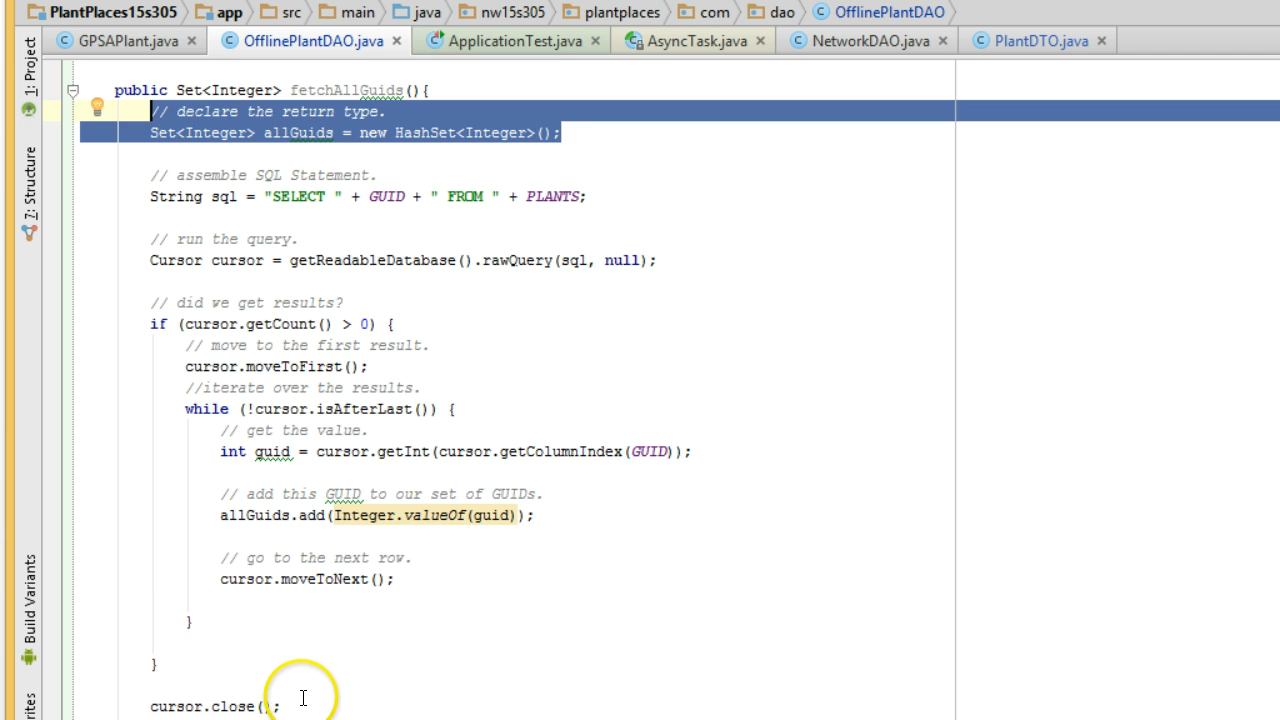 PlantPlaces15s305 app src main java nw15s305 plantplaces com dao OfflinePlantDAO
GPSAPlant.java OfflinePlantDAO.java ApplicationTest.java AsyncTask.java NetworkDAO.java PlantDTO.java
1: Project
7: Structure
Build Variants
public Set<Integer> fetchAllGuids(){
// declare the return type.
Set<Integer> allGuids = new HashSet<Integer>();
// assemble SQL Statement.
String sql = "SELECT " + GUID + " FROM " + PLANTS;
// run the query.
Cursor cursor = getReadableDatabase().rawQuery(sql, null);
// did we get results?
if (cursor.getCount() > 0) {
// move to the first result.
cursor.moveToFirst();
//iterate over the results.
while (!cursor.isAfterLast()) {
// get the value.
int guid = cursor.getInt(cursor.getColumnIndex(GUID));
// add this GUID to our set of GUIDs.
allGuids.add(Integer.valueOf(guid));
// go to the next row.
cursor.moveToNext();
}
}
cursor.close();